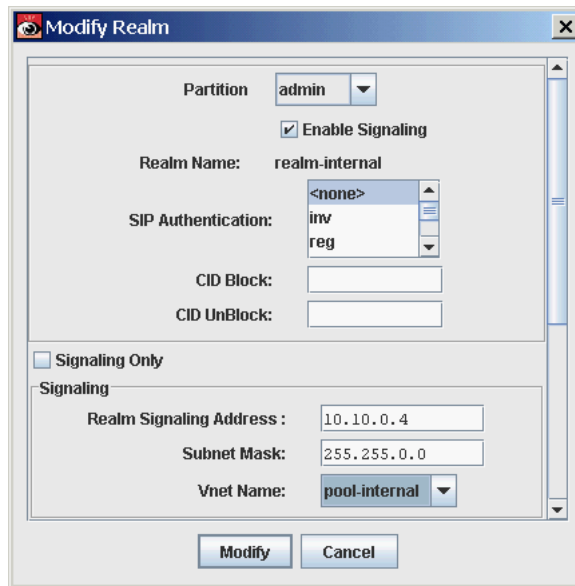 Modify Realm
Partition admin
Enable Signaling
Realm Name: realm-internal
SIP Authentication: <none>
inv
reg
CID Block:
CID UnBlock:
Signaling Only
Signaling
Realm Signaling Address : 10.10.0.4
Subnet Mask: 255.255.0.0
Vnet Name: pool-internal
Modify Cancel